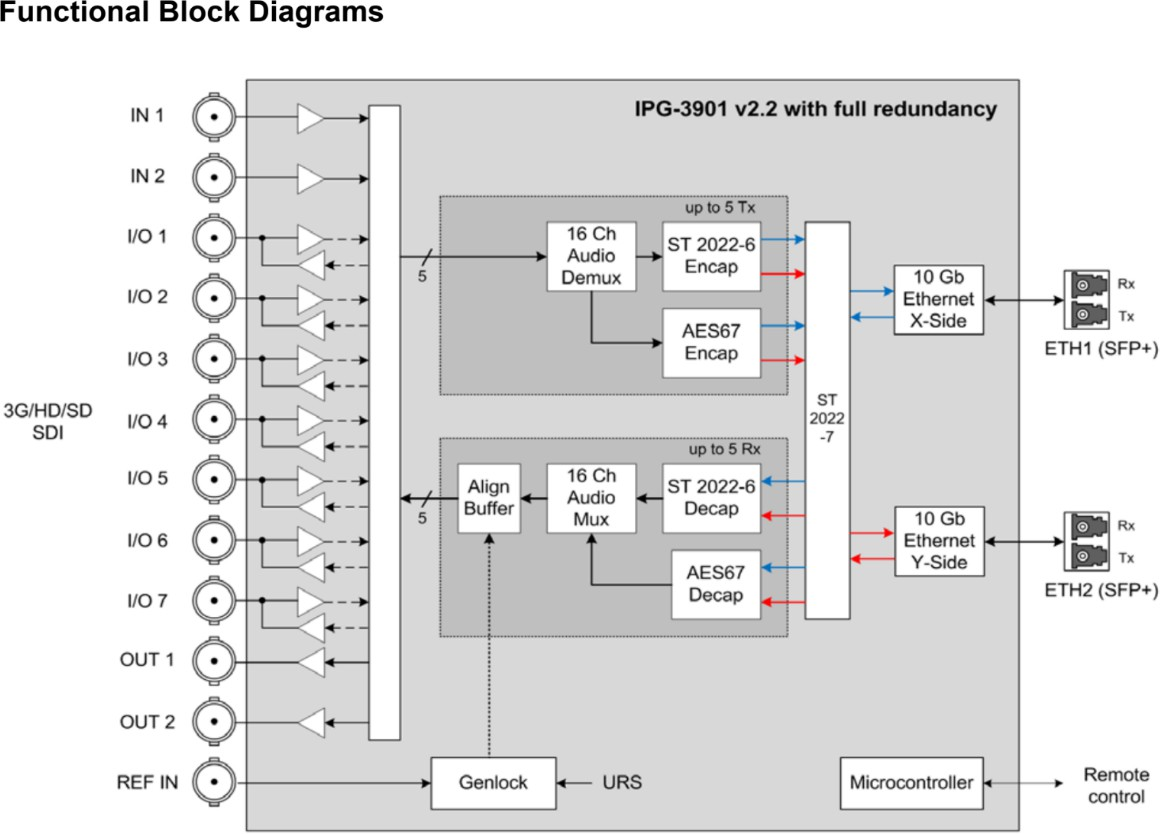 Functional Block Diagrams
IPG-3901 v2.2 with full redundancy
IN 1
IN 2
I/O 1
I/O 2
I/O 3
I/O 4
I/O 5
I/O 6
I/O 7
OUT 1
OUT 2
REF IN
3G/HD/SD
SDI
5
up to 5 Tx
16 Ch
Audio
Demux
ST 2022-6
Encap
AES67
Encap
5
up to 5 Rx
Align
Buffer
16 Ch
Audio
Mux
ST 2022-6
Decap
AES67
Decap
ST
2022
-7
10 Gb
Ethernet
X-Side
Rx
Tx
ETH1 (SFP+)
10 Gb
Ethernet
Y-Side
Rx
Tx
ETH2 (SFP+)
Genlock
URS
Microcontroller
Remote
control